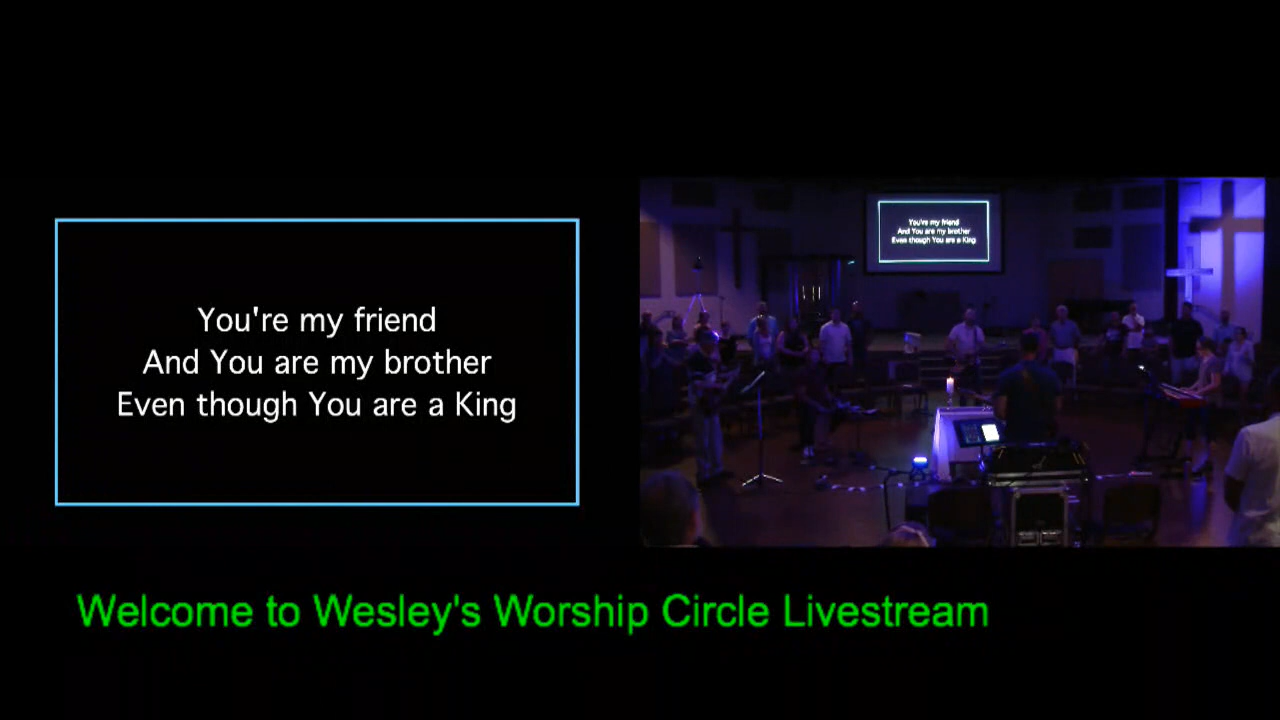 You're my friend
And You are my brother
Even though You are a King
You're my friend
And You are my brother
Even though You are a King
Welcome to Wesley's Worship Circle Livestream